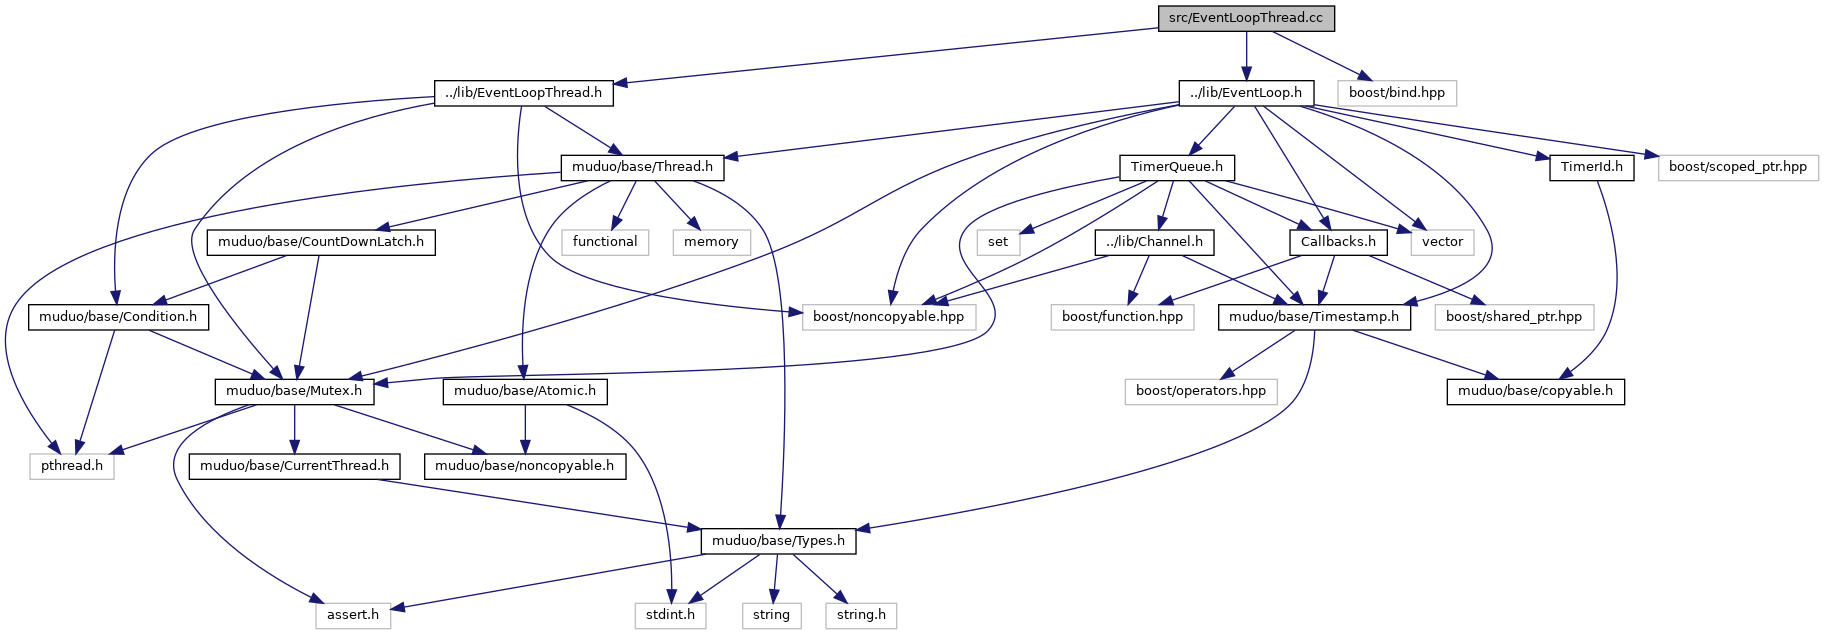 src/EventLoopThread.cc
../lib/EventLoopThread.h
../lib/EventLoop.h
boost/bind.hpp
muduo/base/Thread.h
TimerQueue.h
TimerId.h
boost/scoped_ptr.hpp
muduo/base/CountDownLatch.h
functional
memory
set
../lib/Channel.h
Callbacks.h
vector
muduo/base/Condition.h
boost/noncopyable.hpp
boost/function.hpp
muduo/base/Timestamp.h
boost/shared_ptr.hpp
muduo/base/Mutex.h
muduo/base/Atomic.h
boost/operators.hpp
muduo/base/copyable.h
pthread.h
muduo/base/CurrentThread.h
muduo/base/noncopyable.h
muduo/base/Types.h
assert.h
stdint.h
string
string.h